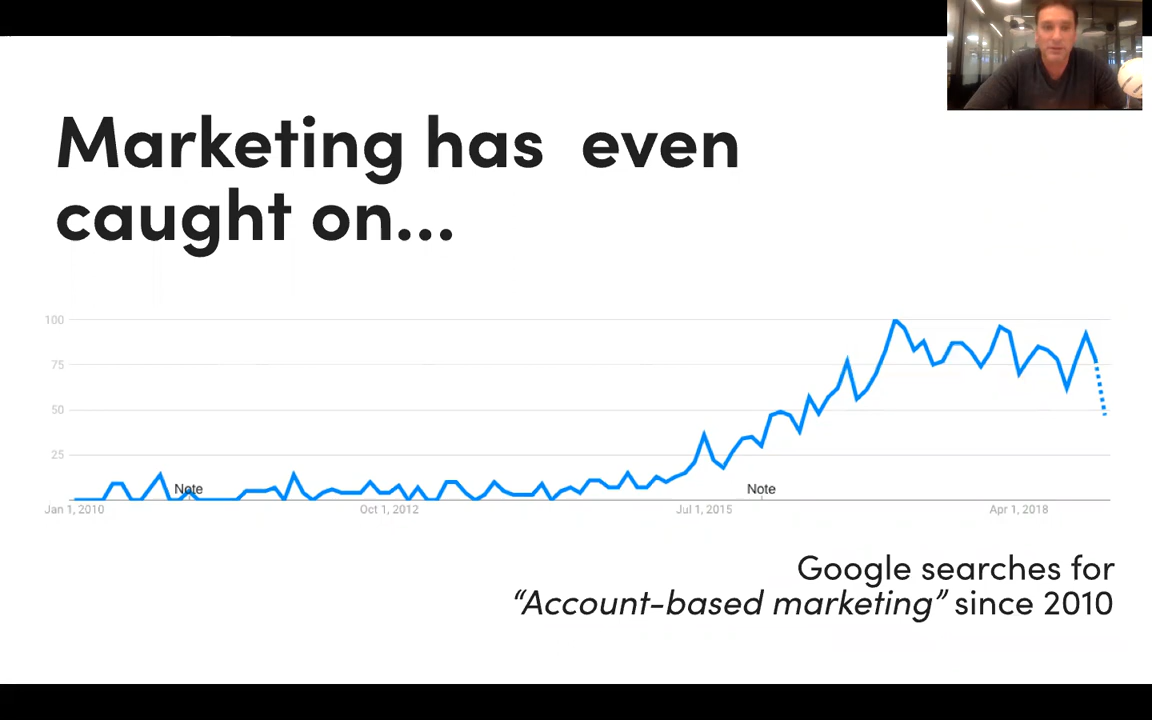 Marketing has even
caught on...
100
75
50
25
Note
Note
Jan 1, 2010
Oct 1, 2012
Jul 1, 2015
Apr 1, 2018
Google searches for
“Account-based marketing” since 2010